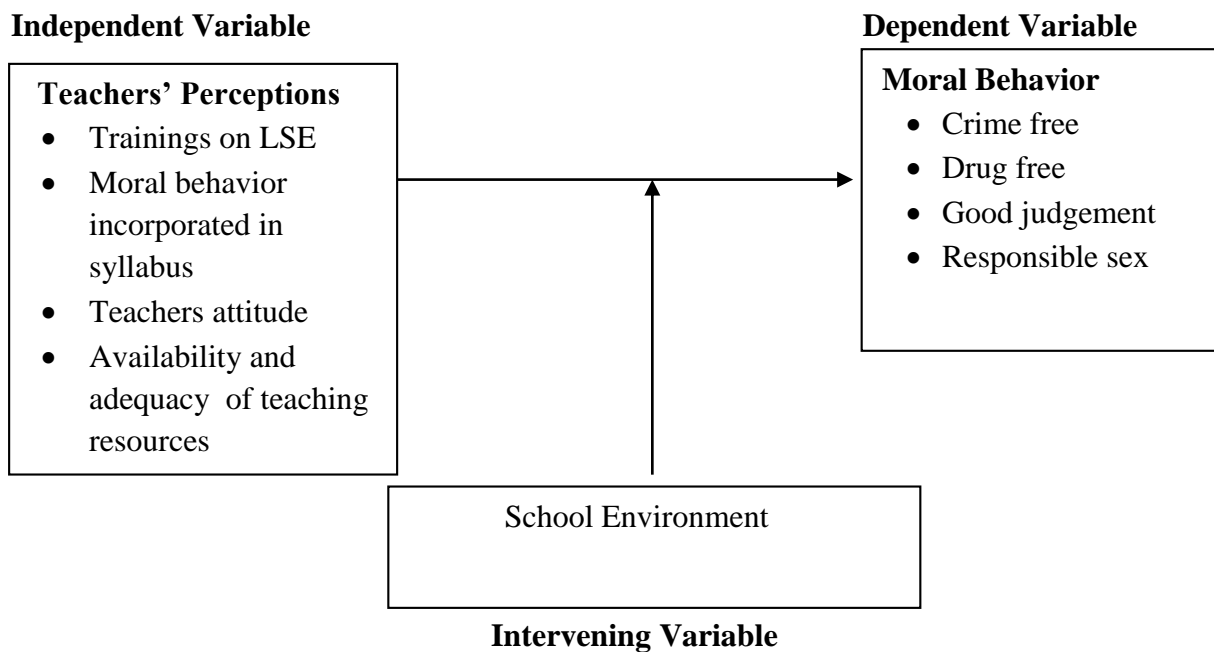 Independent Variable
Teachers’ Perceptions
• Trainings on LSE
• Moral behavior
incorporated in
syllabus
• Teachers attitude
• Availability and
adequacy of teaching
resources
Dependent Variable
Moral Behavior
• Crime free
• Drug free
• Good judgement
• Responsible sex
School Environment
Intervening Variable